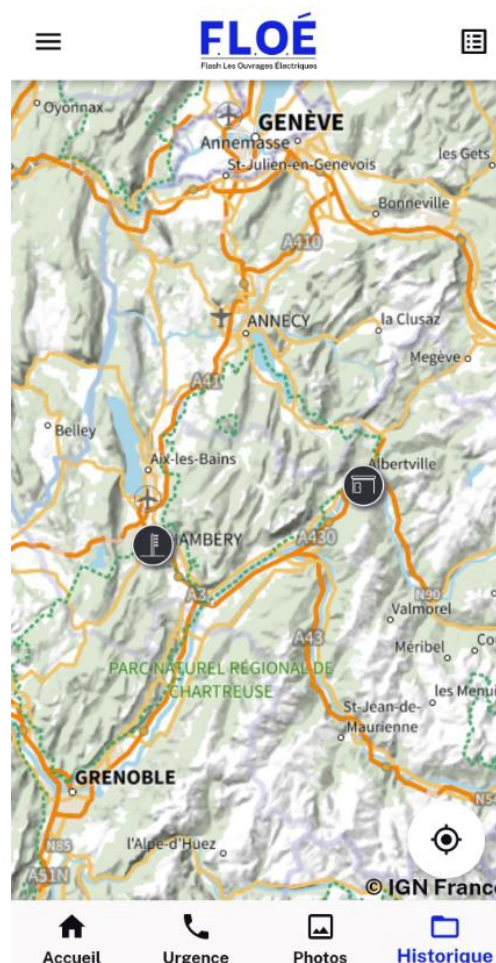 FLOÉ
Flash Les Ouvrages Électriques
Oyonnax
GENÈVE
Annemasse
St-Julien-en-Genevois
les Gets
Bonneville
A410
ANNECY
la Clusaz
Megève
A41
Belley
Aix-les-Bains
Albertville
AMBÉRY
A430
A3
N90
Valmorel
A43
Méribel
Co
PARC NATUREL RÉGIONAL DE
CHARTREUSE
les Menui
St-Jean-de-
Maurienne
GRENOBLE
N85
l'Alpe-d'Huez
A51N
© IGN France
Accueil
Urgence
Photos
Historique